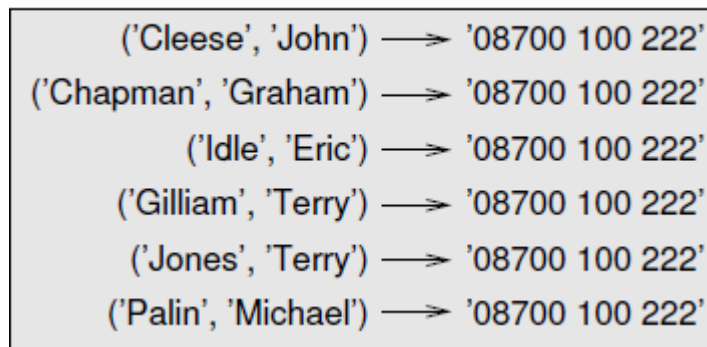 ('Cleese', 'John') → '08700 100 222'
('Chapman', 'Graham') → '08700 100 222'
('Idle', 'Eric') → '08700 100 222'
('Gilliam', 'Terry') → '08700 100 222'
('Jones', 'Terry') → '08700 100 222'
('Palin', 'Michael') → '08700 100 222'